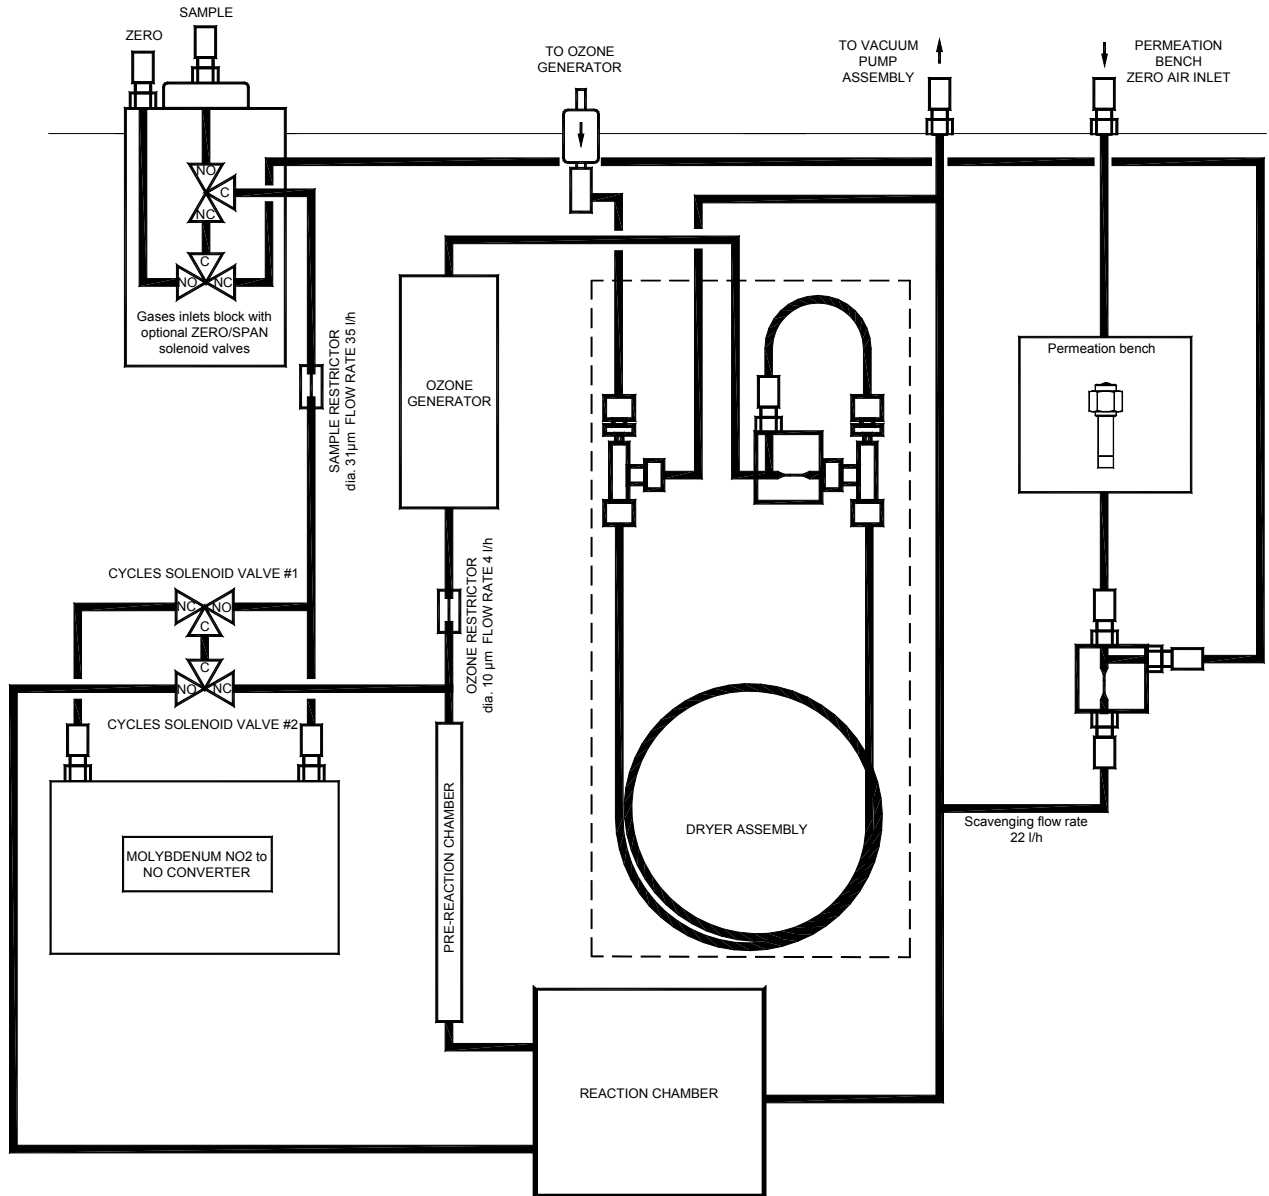 SAMPLE
ZERO
TO OZONE
GENERATOR
TO VACUUM
PUMP
ASSEMBLY
PERMEATION
BENCH
ZERO AIR INLET
NO
C
NC
C
NO
NC
Gases inlets block with
optional ZERO/SPAN
solenoid valves
SAMPLE RESTRICTOR
dia. 31µm FLOW RATE 35 l/h
OZONE
GENERATOR
Permeation bench
OZONE RESTRICTOR
dia. 10 µm FLOW RATE 4 l/h
CYCLES SOLENOID VALVE #1
NC
NO
C
C
NO
NC
CYCLES SOLENOID VALVE #2
MOLYBDENUM NO2 to
NO CONVERTER
PRE-REACTION CHAMBER
DRYER ASSEMBLY
Scavenging flow rate
22 l/h
REACTION CHAMBER